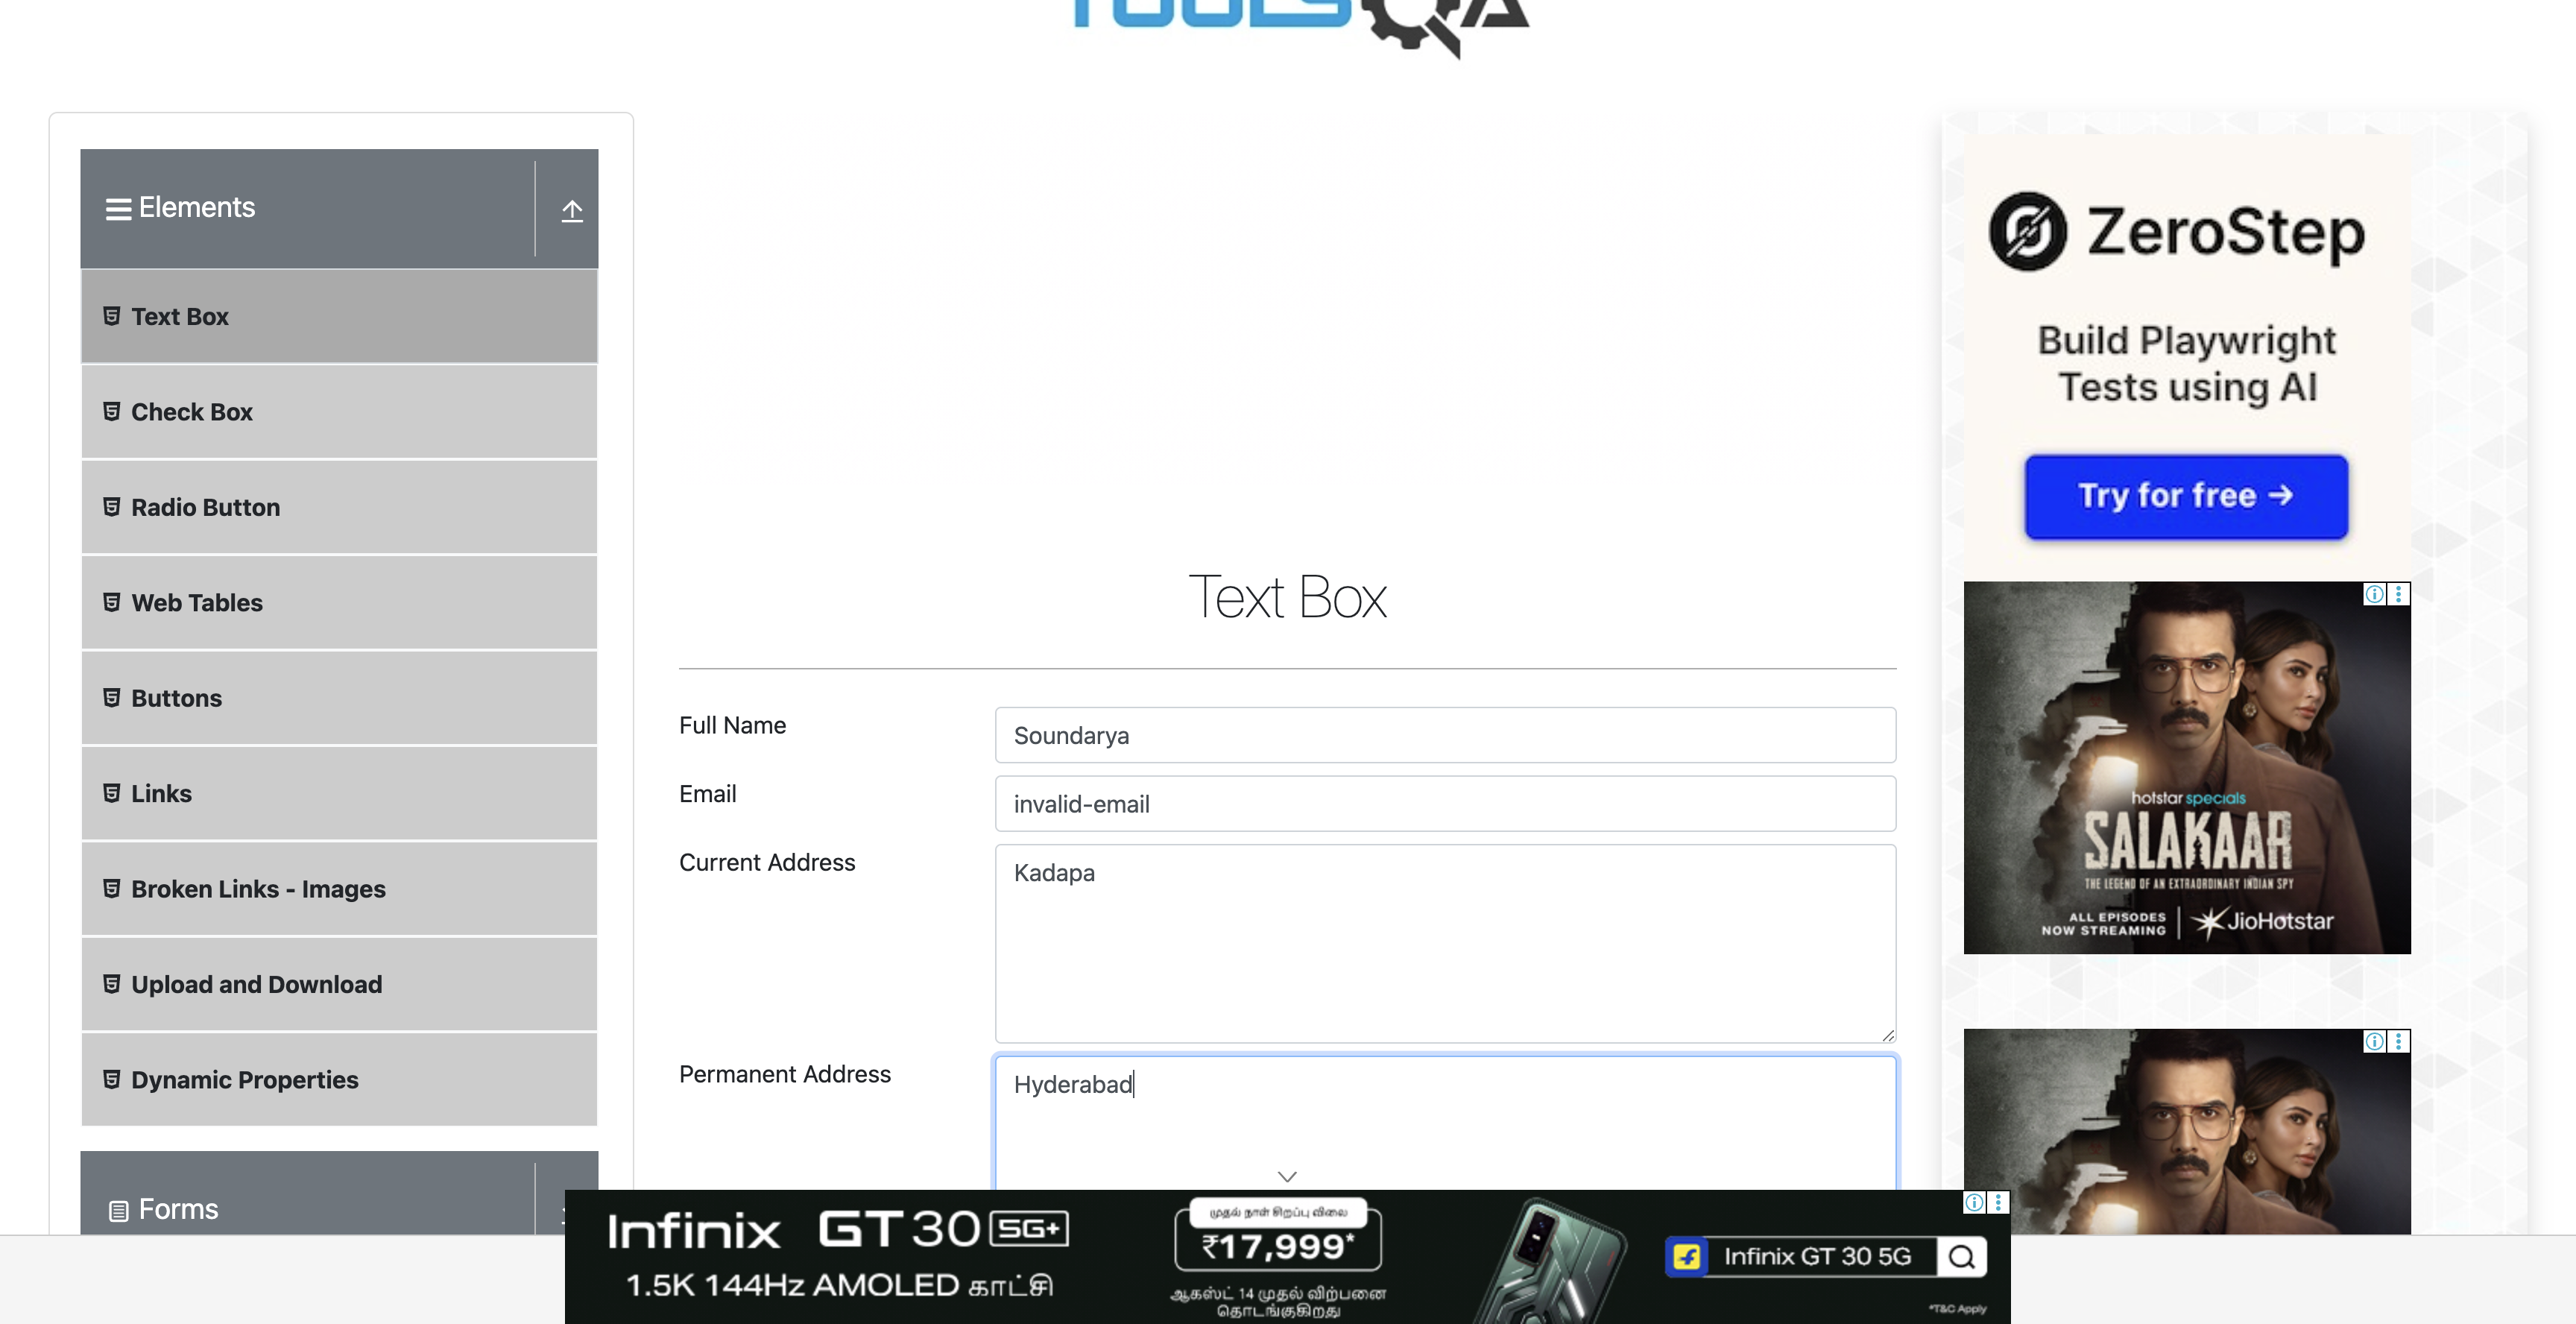 TOOLSQA
Elements
Text Box
Check Box
Radio Button
Web Tables
Buttons
Links
Broken Links - Images
Upload and Download
Dynamic Properties
Forms
Text Box
Full Name
Soundarya
Email
invalid-email
Current Address
Kadapa
Permanent Address
Hyderabad
ZeroStep
Build Playwright
Tests using AI
Try for free →
hotstar specials
SALAKAAR
THE LEGEND OF AN EXTRAORDINARY INDIAN SPY
ALL EPISODES
NOW STREAMING
JioHotstar
Infinix GT 30 5G+
1.5K 144Hz AMOLED காட்சி
முதல் நாள் சிறப்பு விலை
₹17,999*
ஆகஸ்ட் 14 முதல் விற்பனை
தொடங்குகிறது
Infinix GT 30 5G
*T&C Apply